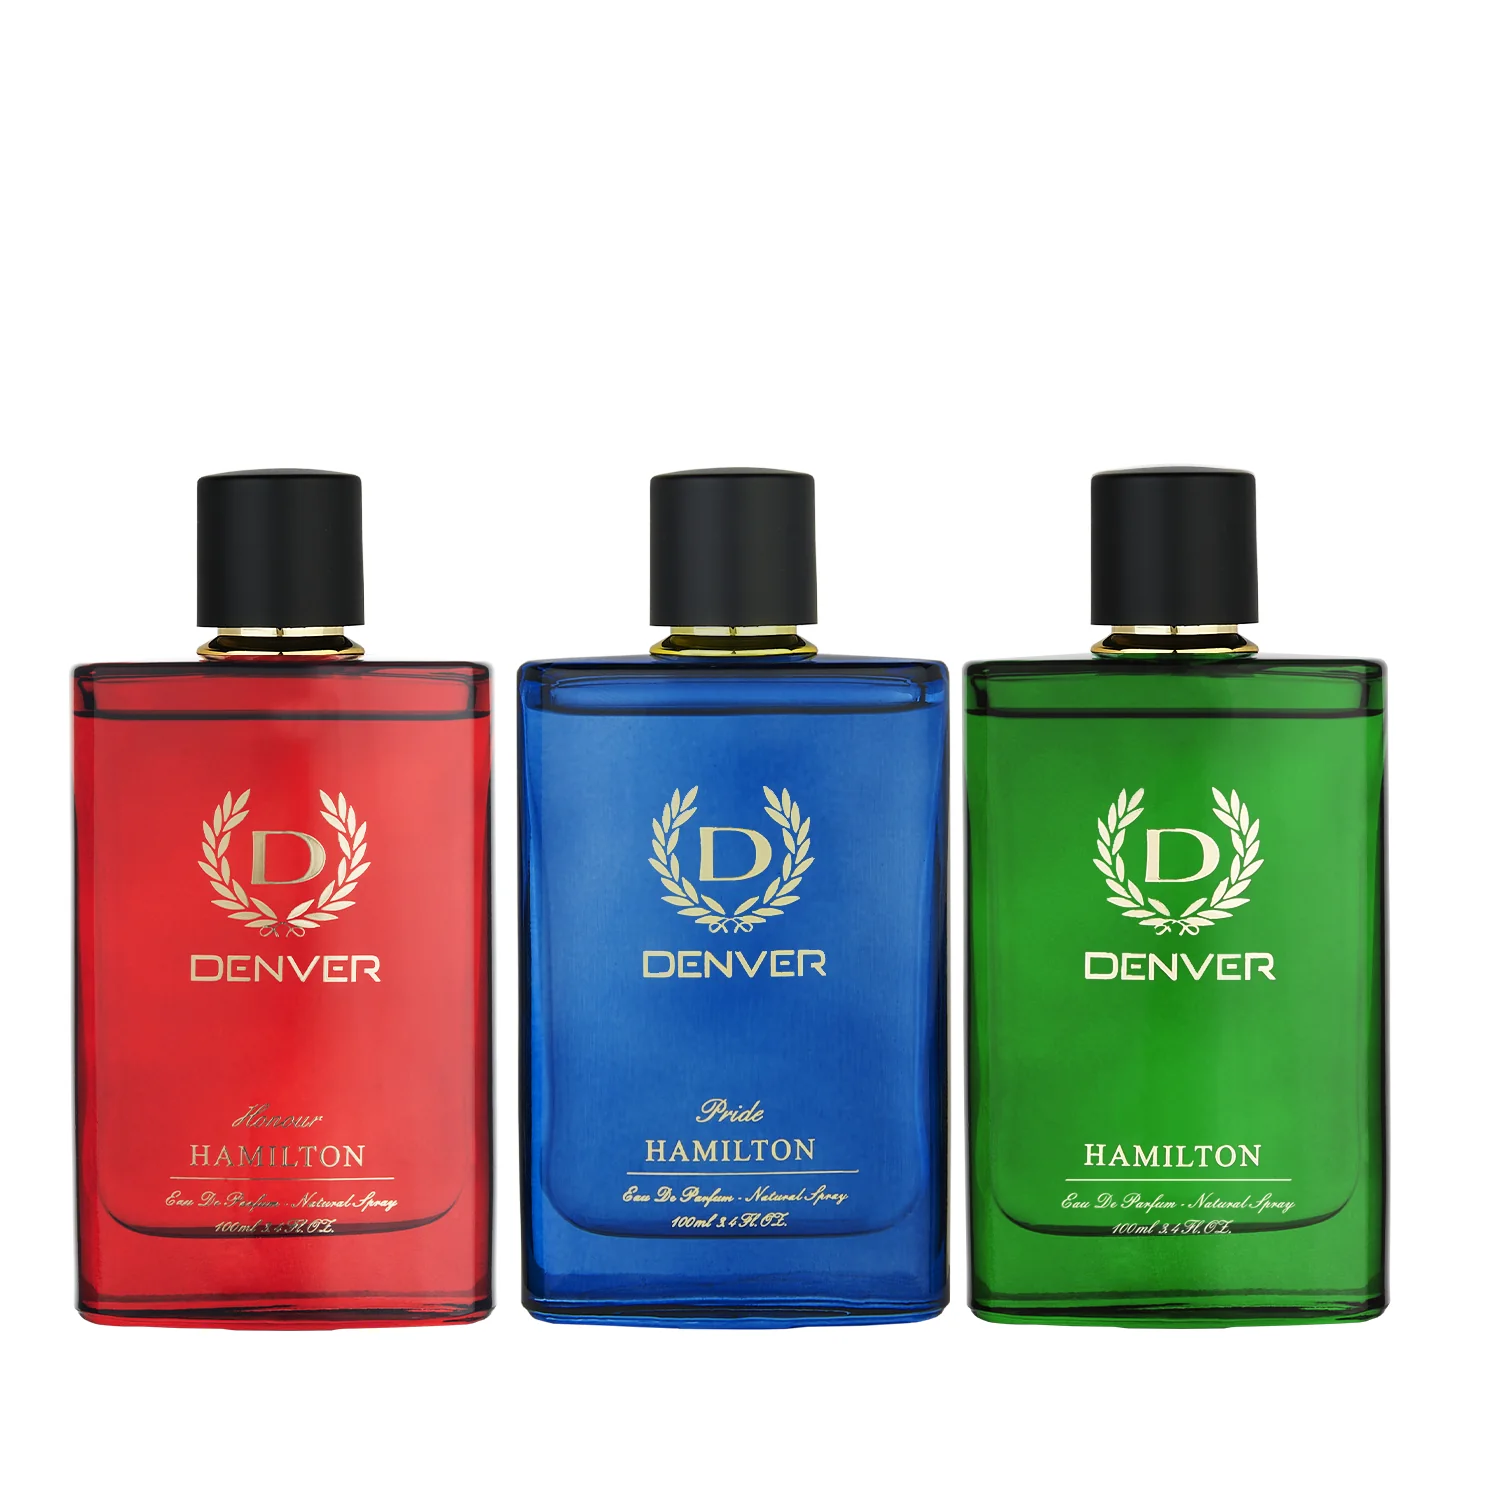 D
DENVER
Honour
HAMILTON
Eau De Parfum - Natural Spray
100ml 3.4 Fl.OZ.
D
DENVER
Pride
HAMILTON
Eau De Parfum - Natural Spray
100ml 3.4 Fl.OZ.
D
DENVER
HAMILTON
Eau De Parfum - Natural Spray
100ml 3.4 Fl.OZ.